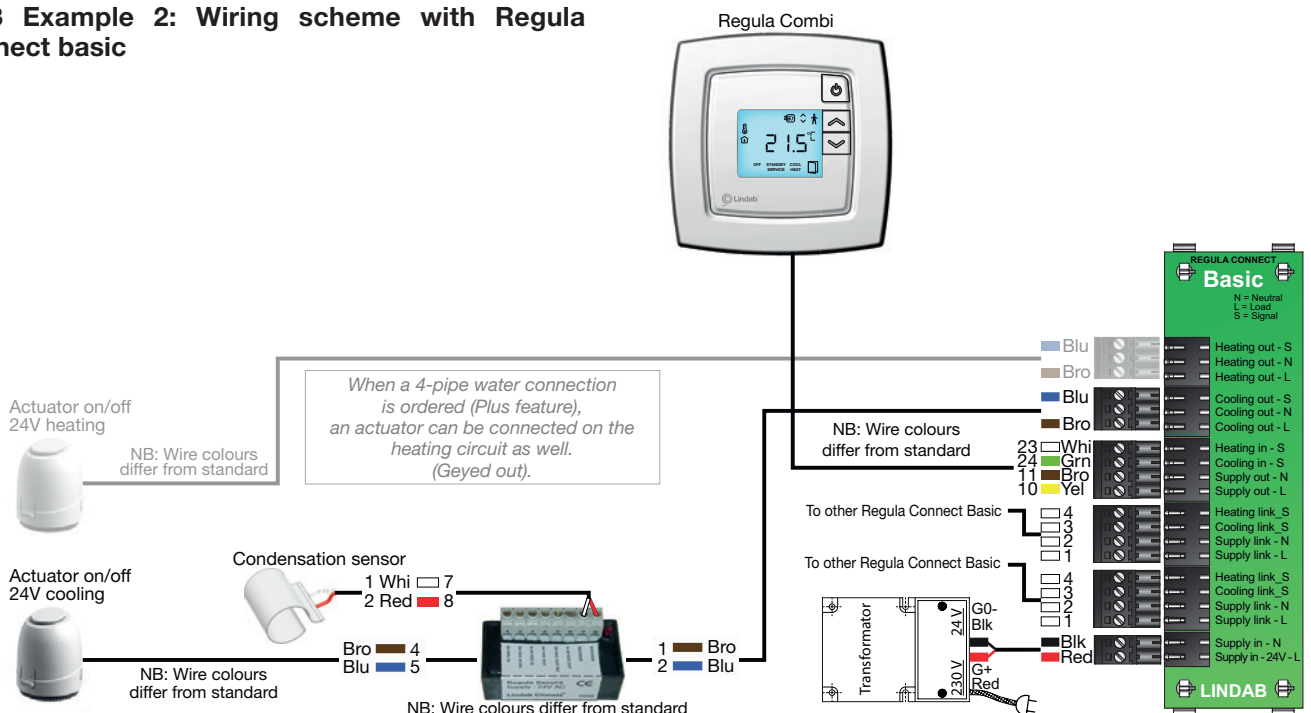 3 Example 2: Wiring scheme with Regula
nect basic
Regula Combi
21.5°C
OFF STANDBY COOL
SERVICE HEAT
Lindab
REGULA CONNECT
Basic
N = Neutral
L = Load
S = Signal
Blu
Bro
Heating out - S
Heating out - N
Heating out - L
Blu
Bro
Cooling out - S
Cooling out - N
Cooling out - L
When a 4-pipe water connection
is ordered (Plus feature),
an actuator can be connected on the
heating circuit as well.
(Geyed out).
Actuator on/off
24V heating
NB: Wire colours
differ from standard
NB: Wire colours
differ from standard
23 Whi
24 Grn
11 Bro
10 Yel
Heating in - S
Cooling in - S
Supply out - N
Supply out - L
To other Regula Connect Basic
4
3
2
1
Heating link_S
Cooling link_S
Supply link - N
Supply link - L
To other Regula Connect Basic
4
3
2
1
Heating link_S
Cooling link_S
Supply link - N
Supply link - L
Condensation sensor
1 Whi 7
2 Red 8
Actuator on/off
24V cooling
Bro 4
Blu 5
1 Bro
2 Blu
NB: Wire colours
differ from standard
Regula Secura
Supply : 24V AC
Lindab Climate
CE
NB: Wire colours differ from standard
Transformator
24 V
230 V
G0-
Blk
G+
Red
Blk
Red
Supply in - N
Supply in - 24V - L
LINDAB